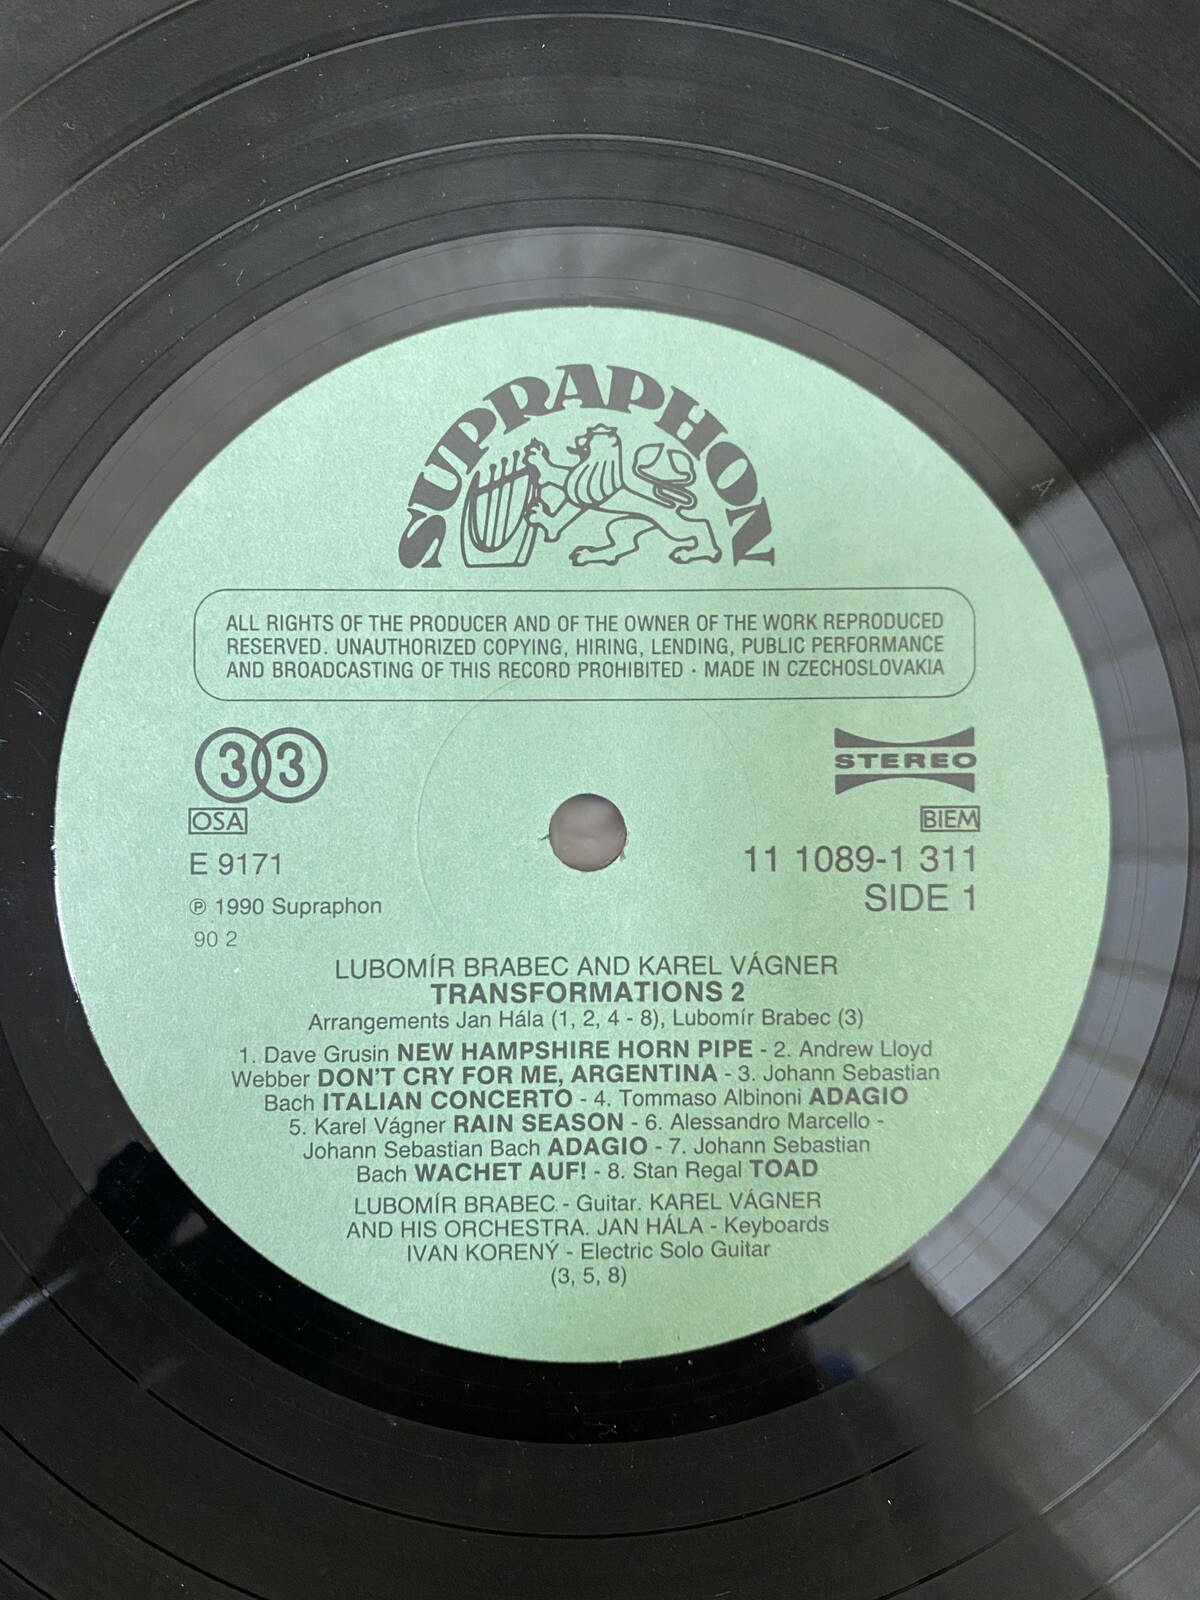 SUPRAPHON
ALL RIGHTS OF THE PRODUCER AND OF THE OWNER OF THE WORK REPRODUCED
RESERVED. UNAUTHORIZED COPYING, HIRING, LENDING, PUBLIC PERFORMANCE
AND BROADCASTING OF THIS RECORD PROHIBITED · MADE IN CZECHOSLOVAKIA
33
STEREO
OSA
BIEM
E 9171
11 1089-1 311
SIDE 1
℗ 1990 Supraphon
90 2
LUBOMÍR BRABEC AND KAREL VÁGNER
TRANSFORMATIONS 2
Arrangements Jan Hála (1, 2, 4 - 8), Lubomír Brabec (3)
1. Dave Grusin NEW HAMPSHIRE HORN PIPE - 2. Andrew Lloyd
Webber DON'T CRY FOR ME, ARGENTINA - 3. Johann Sebastian
Bach ITALIAN CONCERTO - 4. Tommaso Albinoni ADAGIO
5. Karel Vágner RAIN SEASON - 6. Alessandro Marcello -
Johann Sebastian Bach ADAGIO - 7. Johann Sebastian
Bach WACHET AUF! - 8. Stan Regal TOAD
LUBOMÍR BRABEC - Guitar. KAREL VÁGNER
AND HIS ORCHESTRA. JAN HÁLA - Keyboards
IVAN KORENÝ - Electric Solo Guitar
(3, 5, 8)